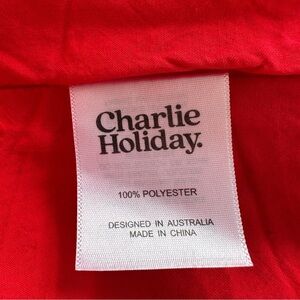 Charlie
Holiday.
100% POLYESTER
DESIGNED IN AUSTRALIA
MADE IN CHINA